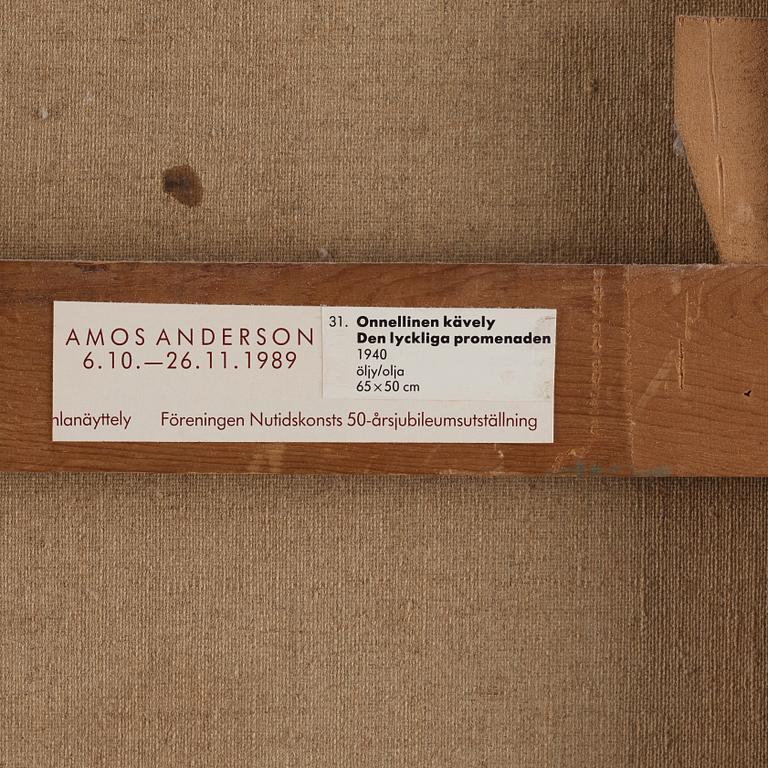 AMOS ANDERSON
6.10.—26.11.1989
31. Onnellinen kävely
Den lyckliga promenaden
1940
öljy/olja
65 × 50 cm
Föreningen Nutidskonsts 50-årsjubileumsutställning